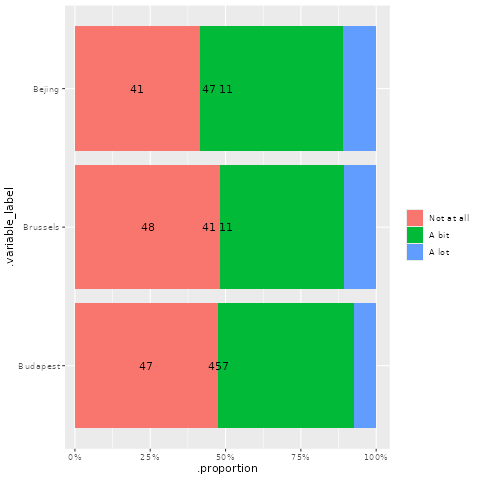 Bejing
41
47 11
Not at all
Brussels
48
41 11
A bit
A lot
Budapest
47
457
.variable_label
0%
25%
50%
75%
100%
.proportion